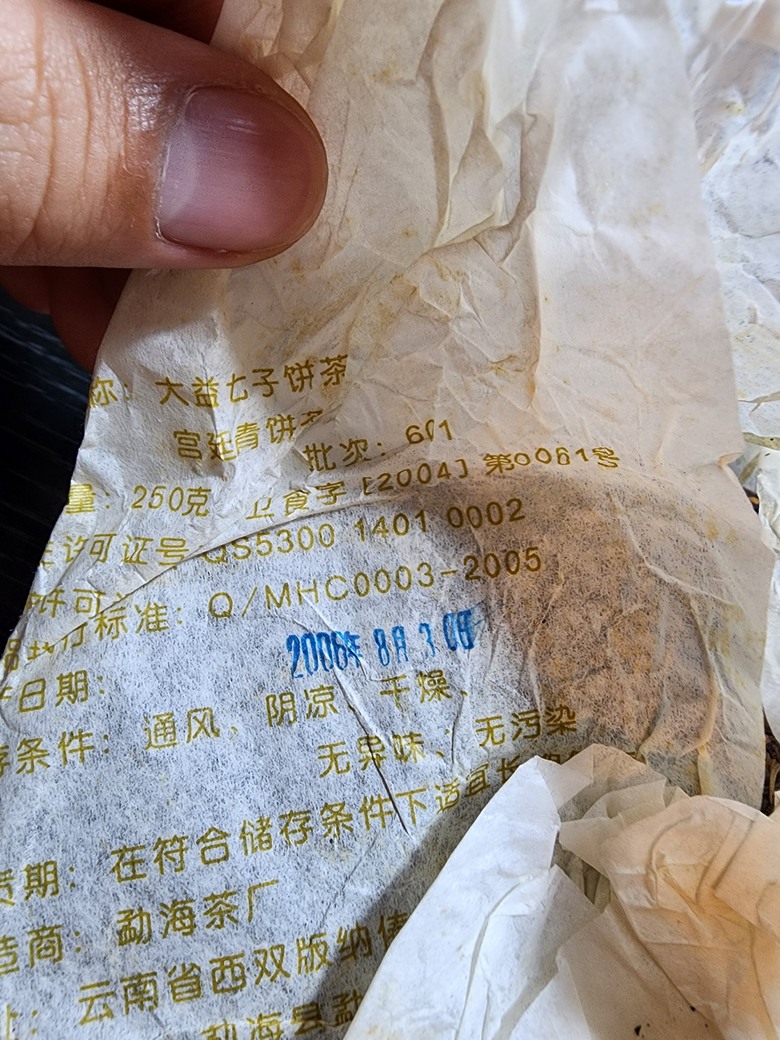 称：大益七子饼茶
宫廷青饼
批次：601
量：250克 卫食字［2004］第0061号
许可证号 QS5300 1401 0002
标准：Q/MHC0003-2005
日期：
2006年 8月 30日
存条件：通风、阴凉、干燥、
无异味、无污染
期：在符合储存条件下适宜长
造商：勐海茶厂
云南省西双版纳傣
勐海县勐